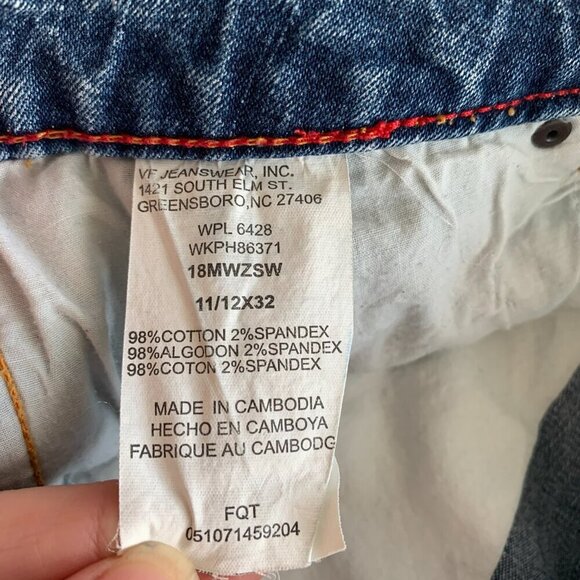 VF JEANSWEAR, INC.
1421 SOUTH ELM ST.
GREENSBORO, NC 27406
WPL 6428
WKPH86371
18MWZSW
11/12X32
98%COTTON 2%SPANDEX
98%ALGODON 2%SPANDEX
98%COTON 2%SPANDEX
MADE IN CAMBODIA
HECHO EN CAMBOYA
FABRIQUE AU CAMBODG
FQT
051071459204